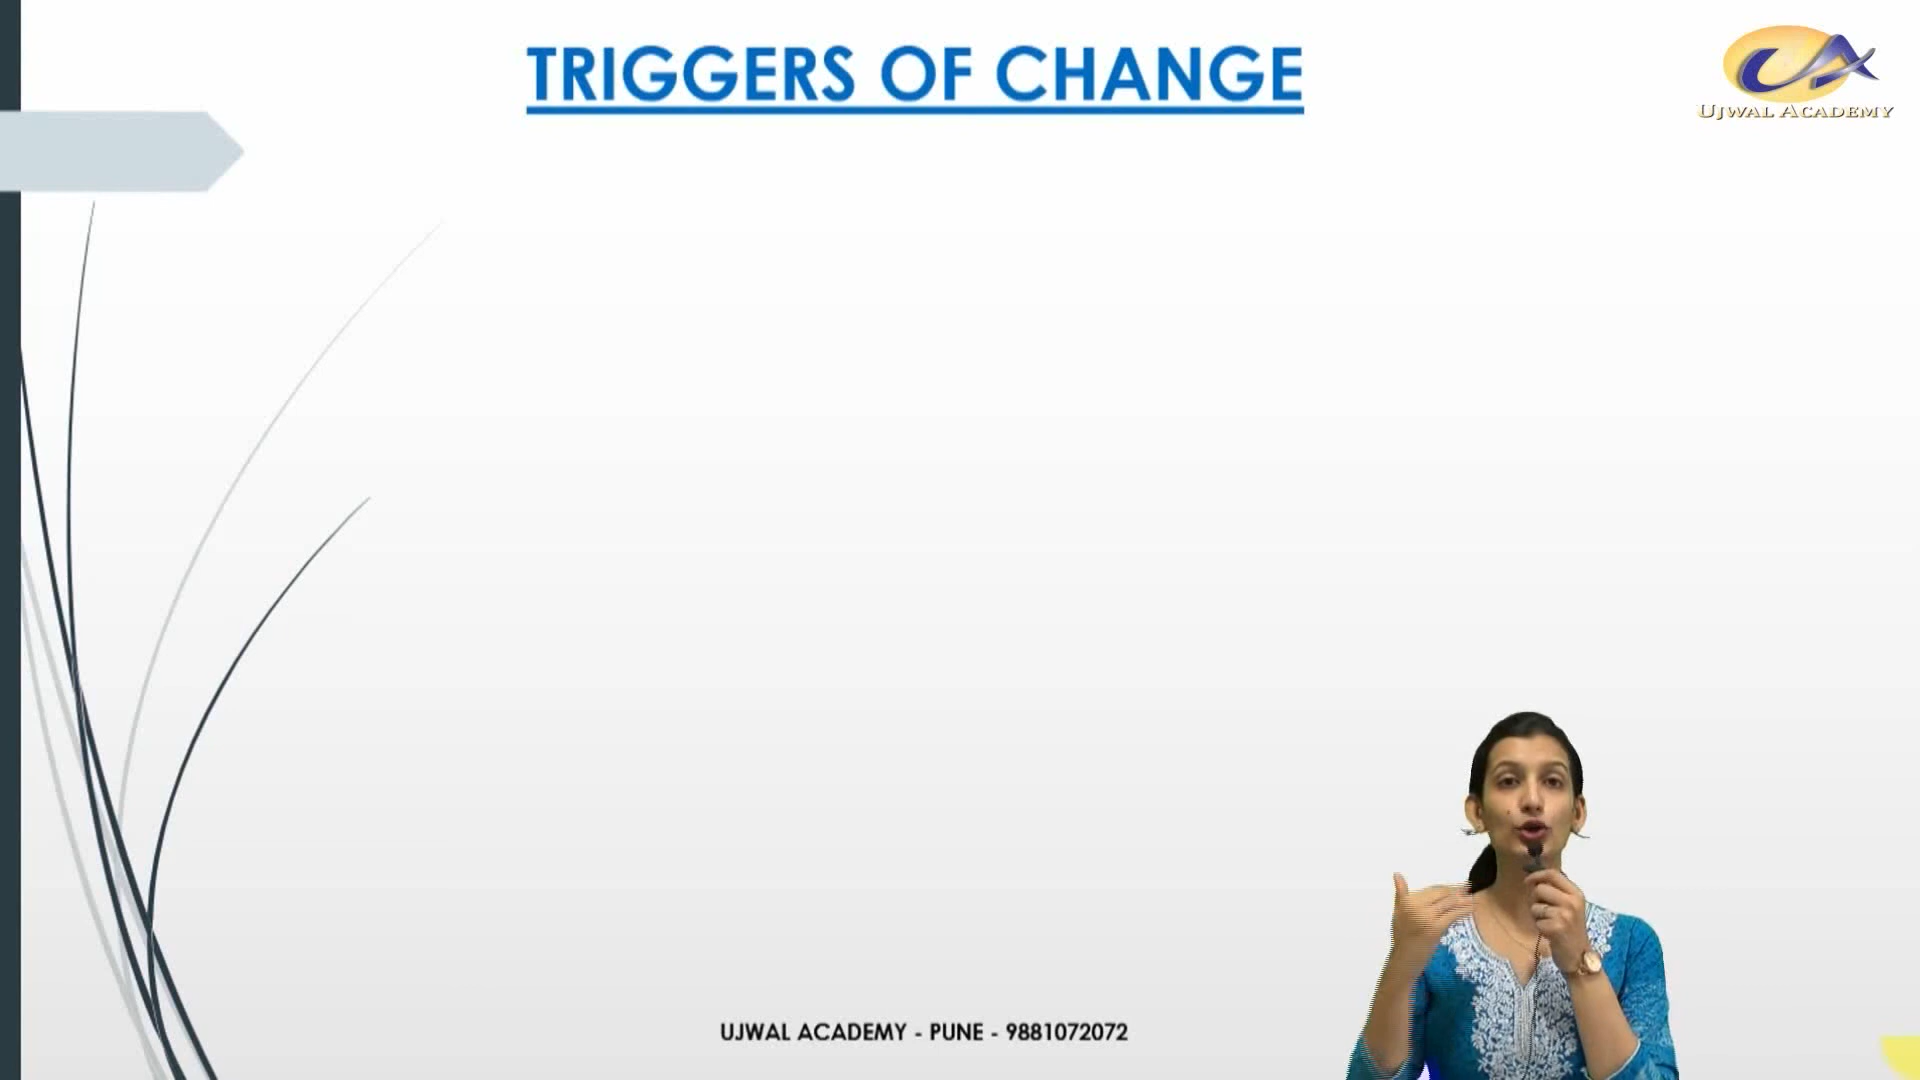 TRIGGERS OF CHANGE
UJWAL ACADEMY
UJWAL ACADEMY - PUNE - 9881072072